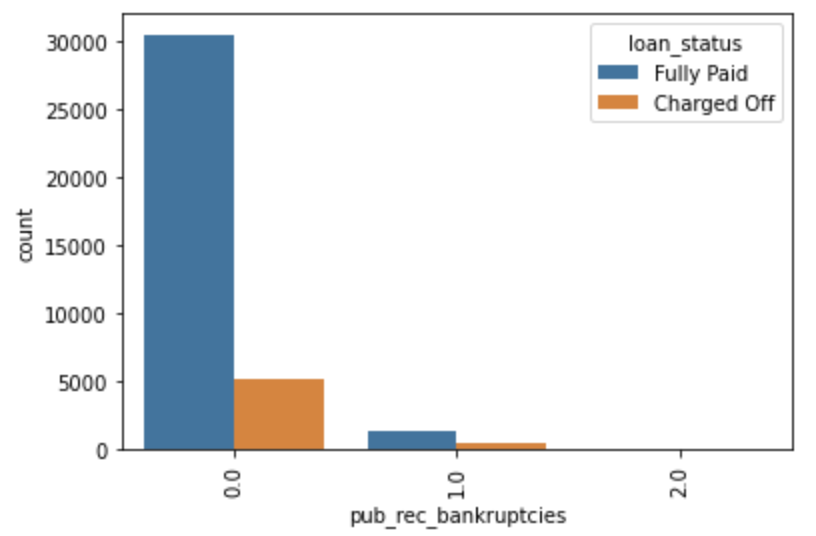 loan_status
Fully Paid
Charged Off
30000
25000
20000
15000
10000
5000
0
count
0.0
1.0
2.0
pub_rec_bankruptcies